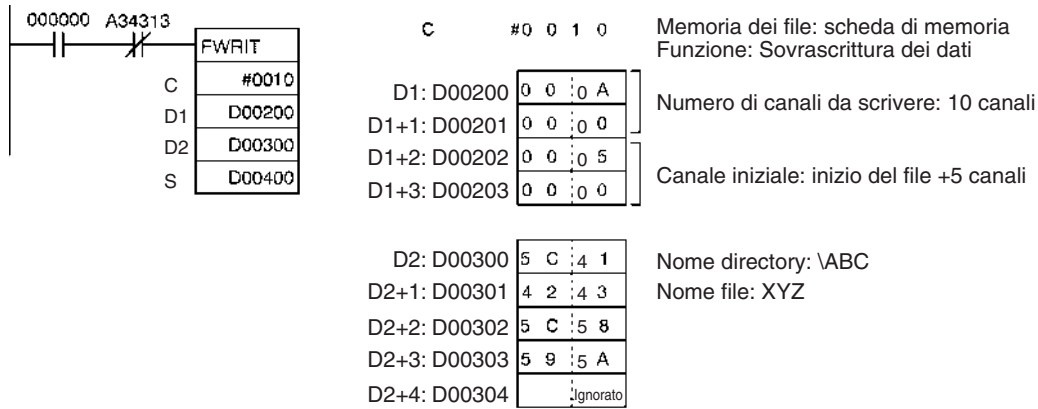 000000 A34313
FWRIT
C #0010
D1 D00200
D2 D00300
S D00400
C #0 0 1 0
Memoria dei file: scheda di memoria
Funzione: Sovrascrittura dei dati
D1: D00200 0 0 0 A
D1+1: D00201 0 0 0 0
Numero di canali da scrivere: 10 canali
D1+2: D00202 0 0 0 5
D1+3: D00203 0 0 0 0
Canale iniziale: inizio del file +5 canali
D2: D00300 5 C 4 1
Nome directory: \ABC
D2+1: D00301 4 2 4 3
Nome file: XYZ
D2+2: D00302 5 C 5 8
D2+3: D00303 5 9 5 A
D2+4: D00304 Ignorato